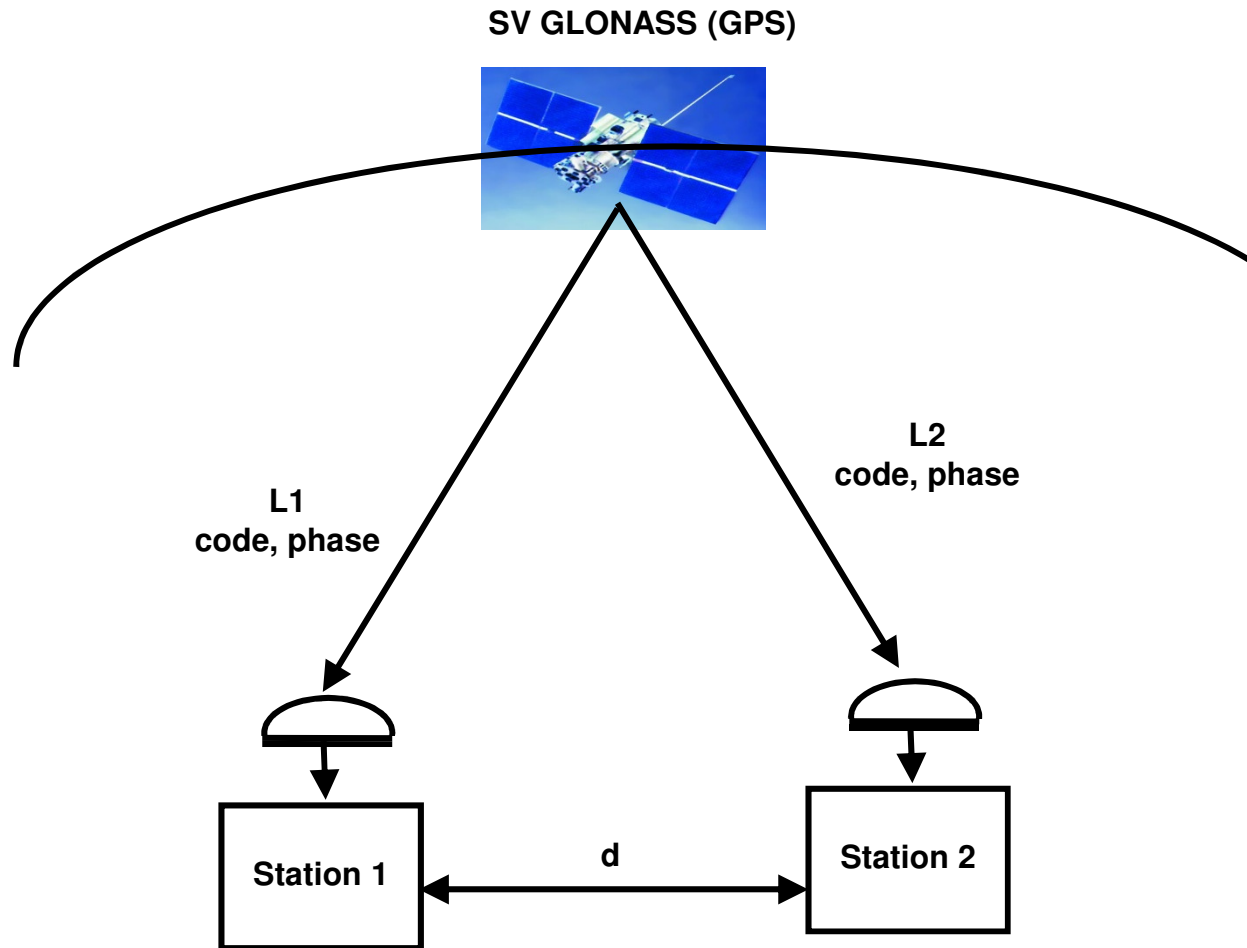 SV GLONASS (GPS)
L2
code, phase
L1
code, phase
d
Station 1
Station 2